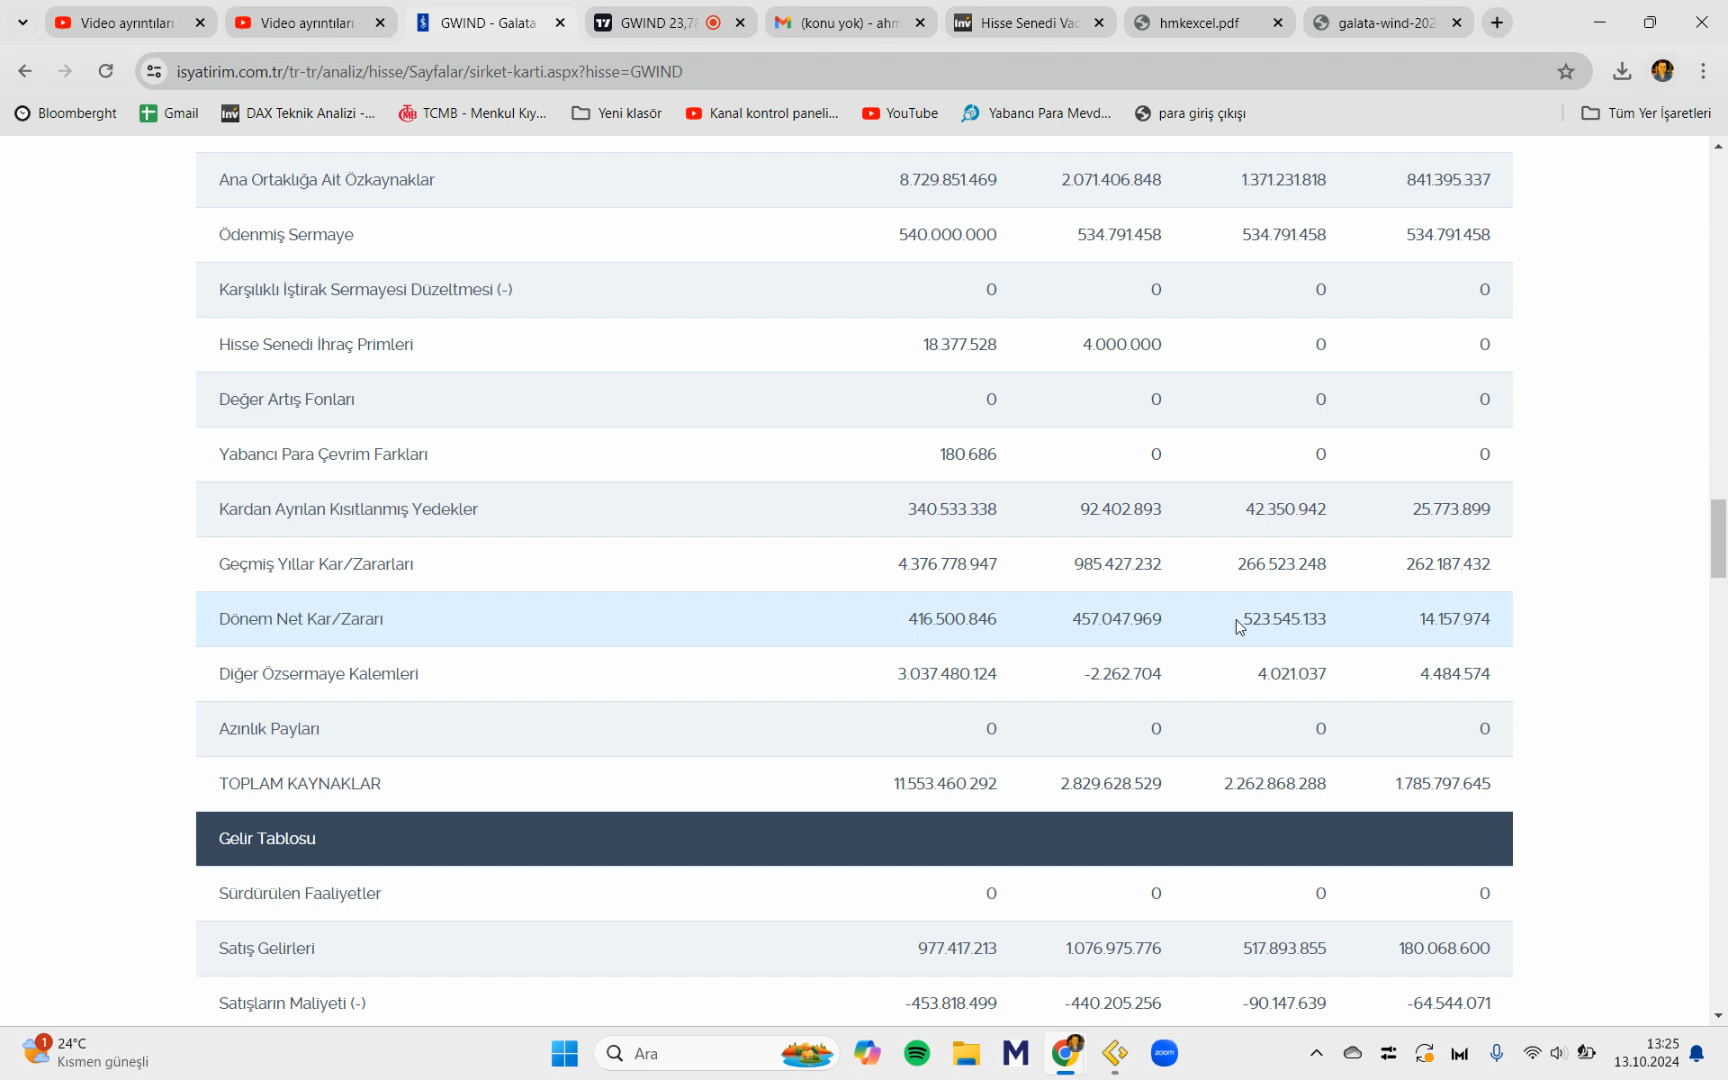 Video ayrıntıları
Video ayrıntıları
GWIND - Galata
GWIND 23,78
(konu yok) - ahm
Hisse Senedi Vac
hmkexcel.pdf
galata-wind-202
isyatirim.com.tr/tr-tr/analiz/hisse/Sayfalar/sirket-karti.aspx?hisse=GWIND
Bloomberght
Gmail
DAX Teknik Analizi -...
TCMB - Menkul Kıy...
Yeni klasör
Kanal kontrol paneli...
YouTube
Yabancı Para Mevd...
para giriş çıkışı
Tüm Yer İşaretleri
Ana Ortaklığa Ait Özkaynaklar 8.729.851.469 2.071.406.848 1.371.231.818 841.395.337
Ödenmiş Sermaye 540.000.000 534.791.458 534.791.458 534.791.458
Karşılıklı İştirak Sermayesi Düzeltmesi (-) 0 0 0 0
Hisse Senedi İhraç Primleri 18.377.528 4.000.000 0 0
Değer Artış Fonları 0 0 0 0
Yabancı Para Çevrim Farkları 180.686 0 0 0
Kardan Ayrılan Kısıtlanmış Yedekler 340.533.338 92.402.893 42.350.942 25.773.899
Geçmiş Yıllar Kar/Zararları 4.376.778.947 985.427.232 266.523.248 262.187.432
Dönem Net Kar/Zararı 416.500.846 457.047.969 523.545.133 14.157.974
Diğer Özsermaye Kalemleri 3.037.480.124 -2.262.704 4.021.037 4.484.574
Azınlık Payları 0 0 0 0
TOPLAM KAYNAKLAR 11.553.460.292 2.829.628.529 2.262.868.288 1.785.797.645
Gelir Tablosu
Sürdürülen Faaliyetler 0 0 0 0
Satış Gelirleri 977.417.213 1.076.975.776 517.893.855 180.068.600
Satışların Maliyeti (-) -453.818.499 -440.205.256 -90.147.639 -64.544.071
1
24°C
Kısmen güneşli
Ara
zoom
13:25
13.10.2024